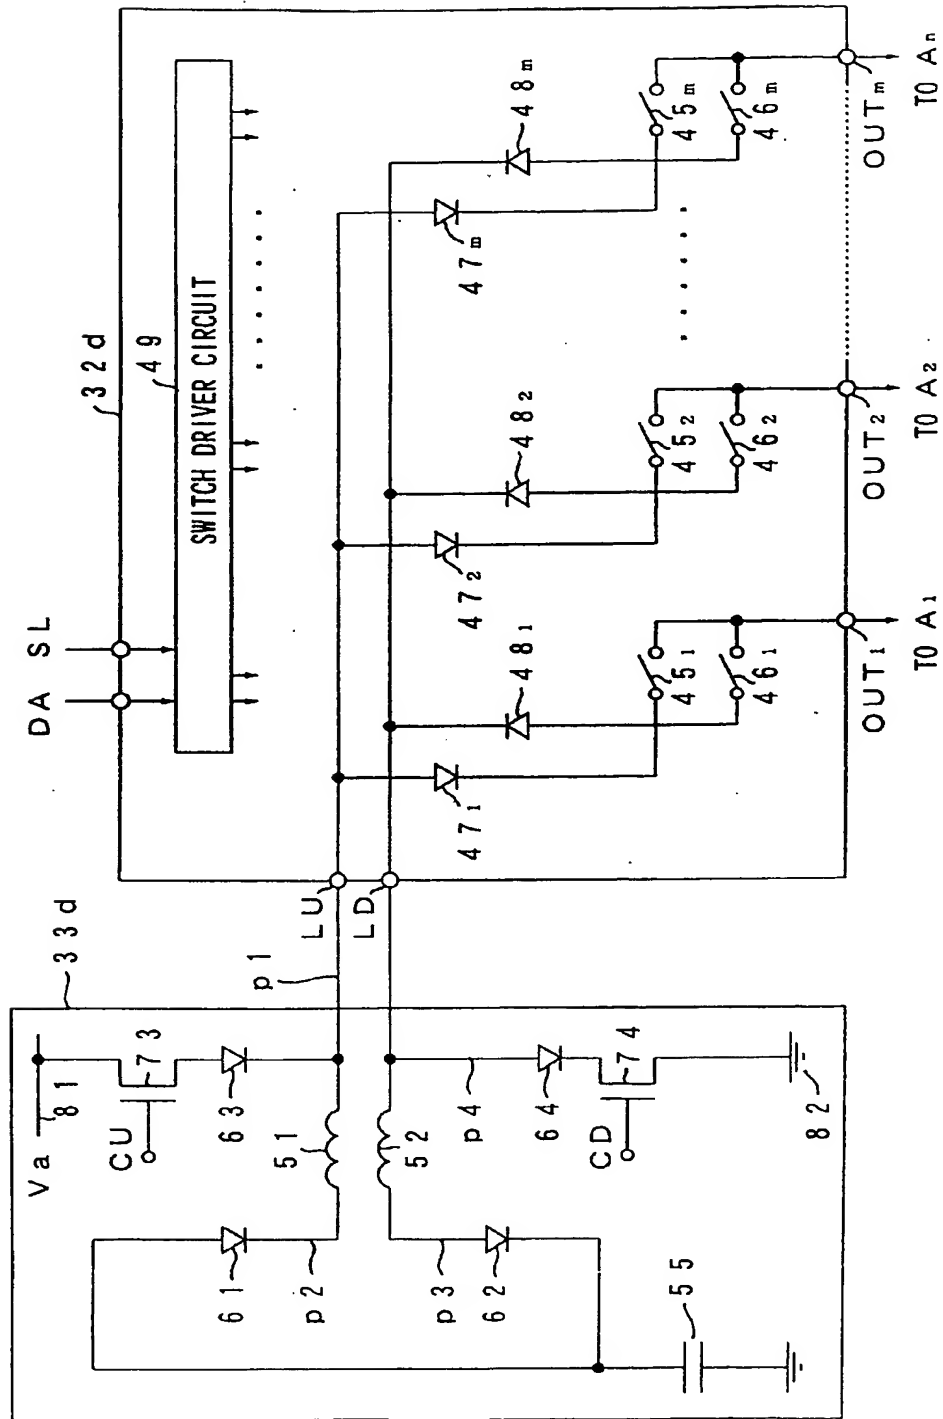 33d
Va
81
CU
73
63
61
51
p2
p1
LU
LD
52
p3
62
p4
64
CD
74
82
55
32d
DA
SL
49
SWITCH DRIVER CIRCUIT
471
481
472
482
47m
48m
451
461
452
462
45m
46m
OUT1
OUT2
OUTm
TO A1
TO A2
TO An